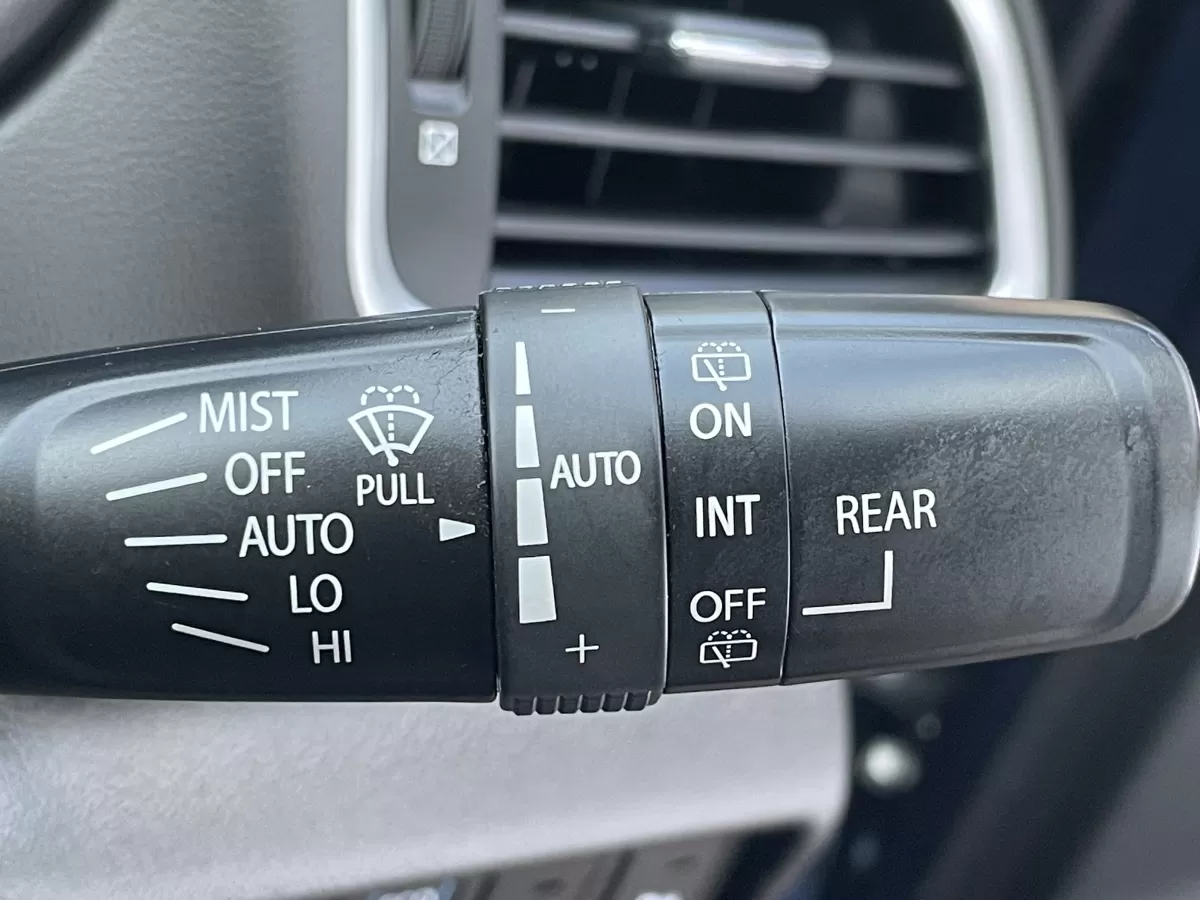 MIST
OFF
AUTO
LO
HI
PULL
−
AUTO
+
ON
INT
OFF
REAR